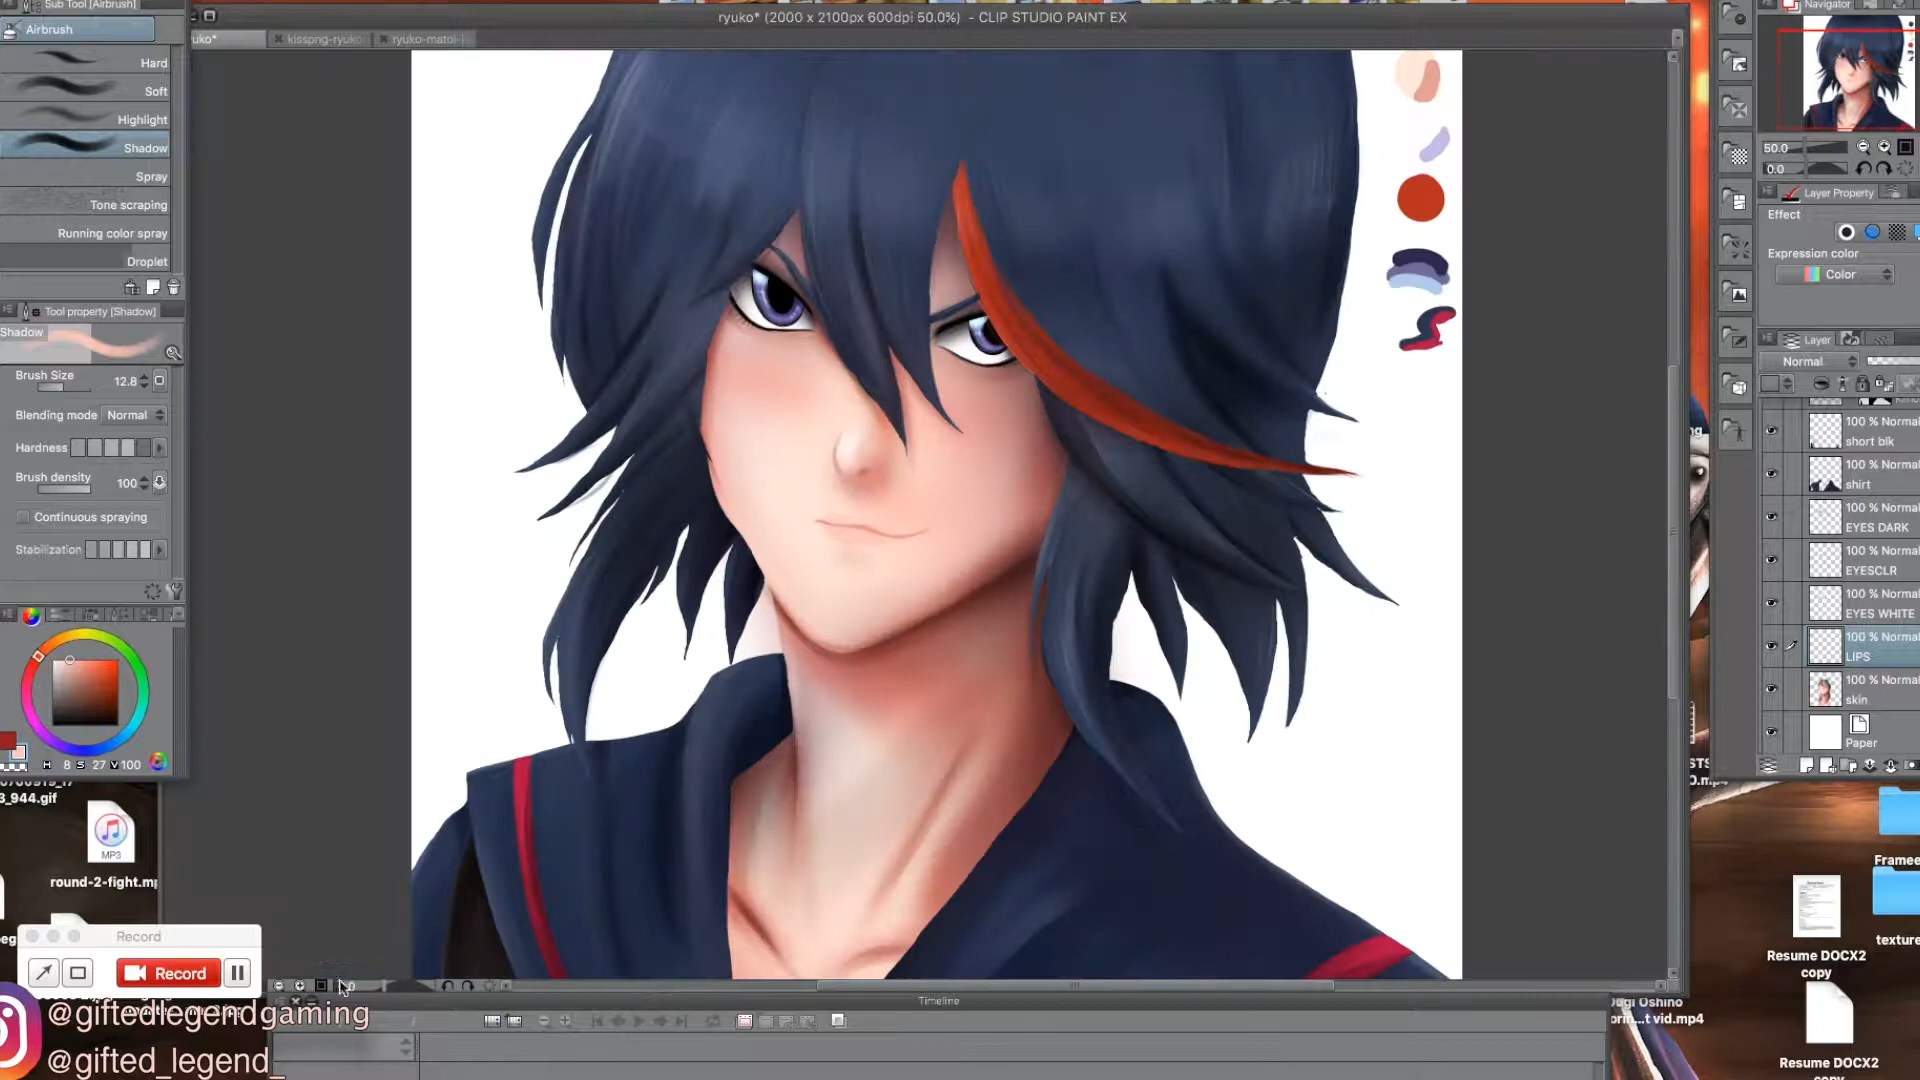 Sub Tool [Airbrush]
Airbrush
Hard
Soft
Highlight
Shadow
Spray
Tone scraping
Running color spray
Droplet
Tool property [Shadow]
Shadow
Brush Size 12.8
Blending mode Normal
Hardness
Brush density 100
Continuous spraying
Stabilization
H 8 S 27 V 100
3_944.gif
MP3
round-2-fight.m
Record
Record
@giftedlegendgaming
@gifted_legend_
ryuko* (2000 x 2100px 600dpi 50.0%) - CLIP STUDIO PAINT EX
uko*
kisspng-ryuko
ryuko-matoi-
Timeline
Navigator
50.0
0.0
Layer Property
Effect
Expression color
Color
Layer
Normal
100 % Normal
short blk
100 % Normal
shirt
100 % Normal
EYES DARK
100 % Normal
EYESCLR
100 % Normal
EYES WHITE
100 % Normal
LIPS
100 % Normal
skin
Paper
Framee
texture
Resume DOCX2
copy
Oshino
t vid.mp4
Resume DOCX2
copy